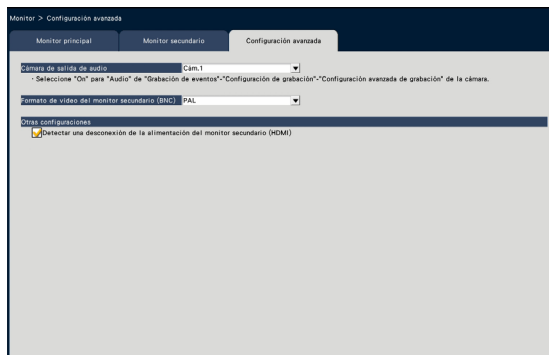 Monitor > Configuración avanzada
Monitor principal Monitor secundario Configuración avanzada
Cámara de salida de audio Cám.1
· Seleccione "On" para "Audio" de "Grabación de eventos"-"Configuración de grabación"-"Configuración avanzada de grabación" de la cámara.
Formato de vídeo del monitor secundario (BNC) PAL
Otras configuraciones
Detectar una desconexión de la alimentación del monitor secundario (HDMI)